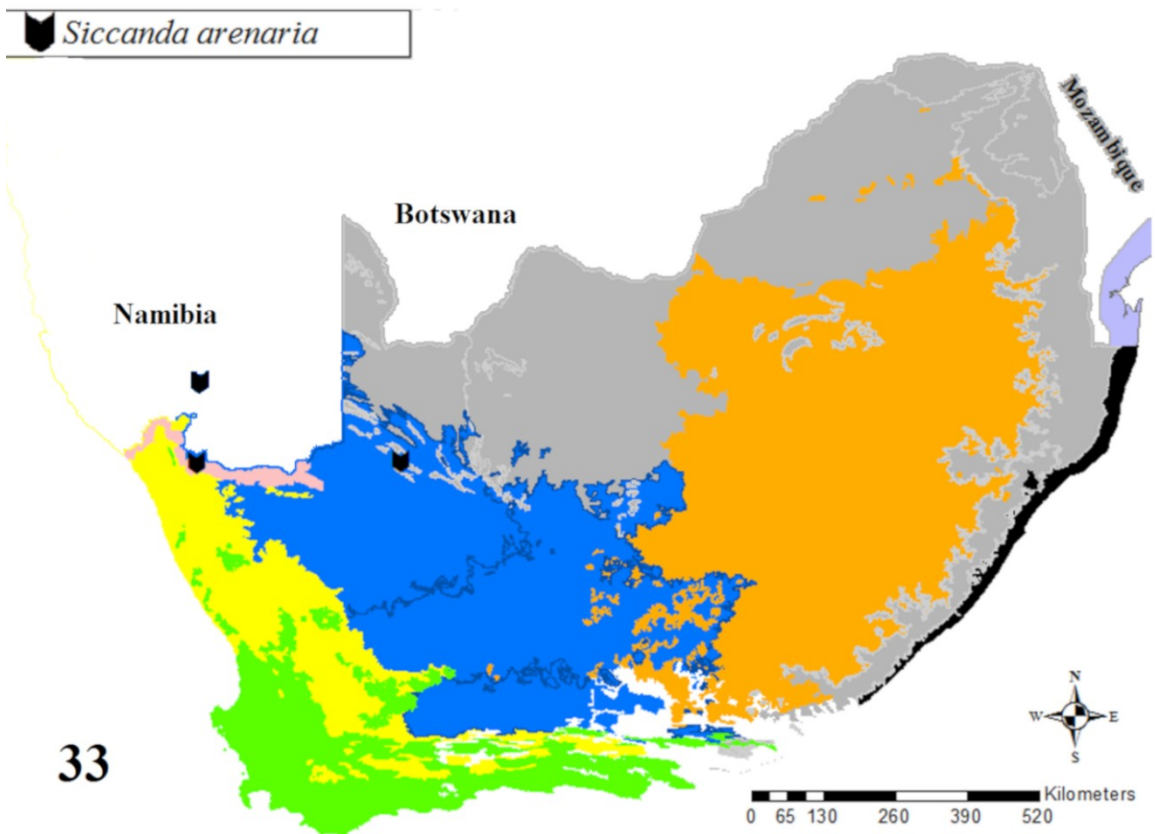 Siccanda arenaria
Mozambique
Botswana
Namibia
N
W E
S
33
Kilometers
0 65 130 260 390 520